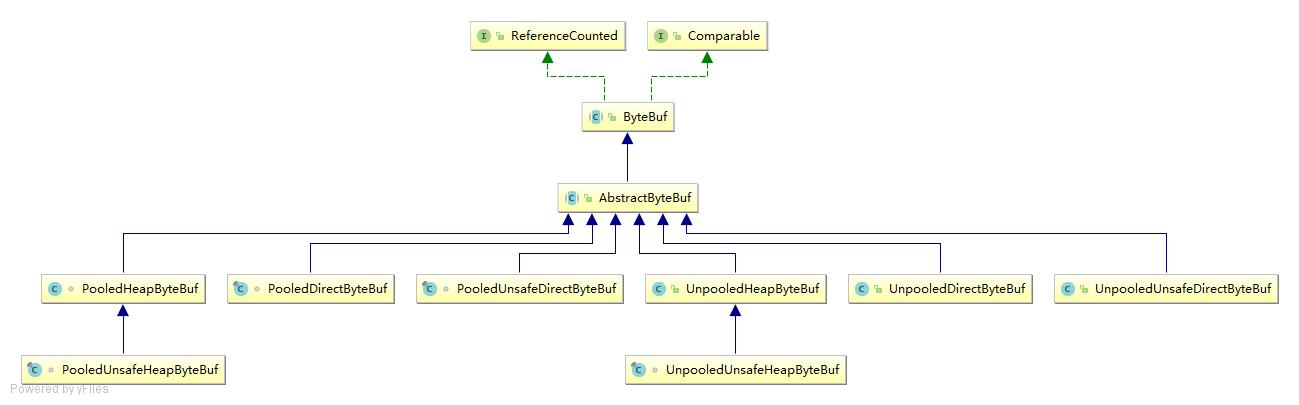 ReferenceCounted
Comparable
ByteBuf
AbstractByteBuf
PooledHeapByteBuf
PooledDirectByteBuf
PooledUnsafeDirectByteBuf
UnpooledHeapByteBuf
UnpooledDirectByteBuf
UnpooledUnsafeDirectByteBuf
PooledUnsafeHeapByteBuf
UnpooledUnsafeHeapByteBuf
Powered by yFiles